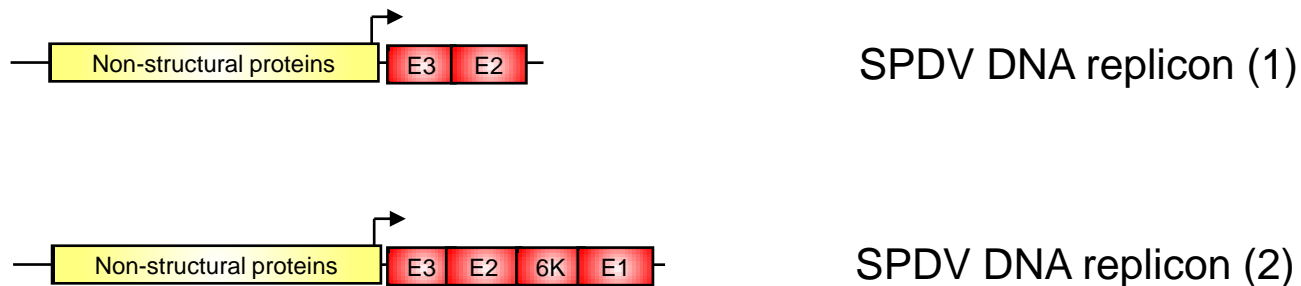 Non-structural proteins E3 E2 SPDV DNA replicon (1)
Non-structural proteins E3 E2 6K E1 SPDV DNA replicon (2)